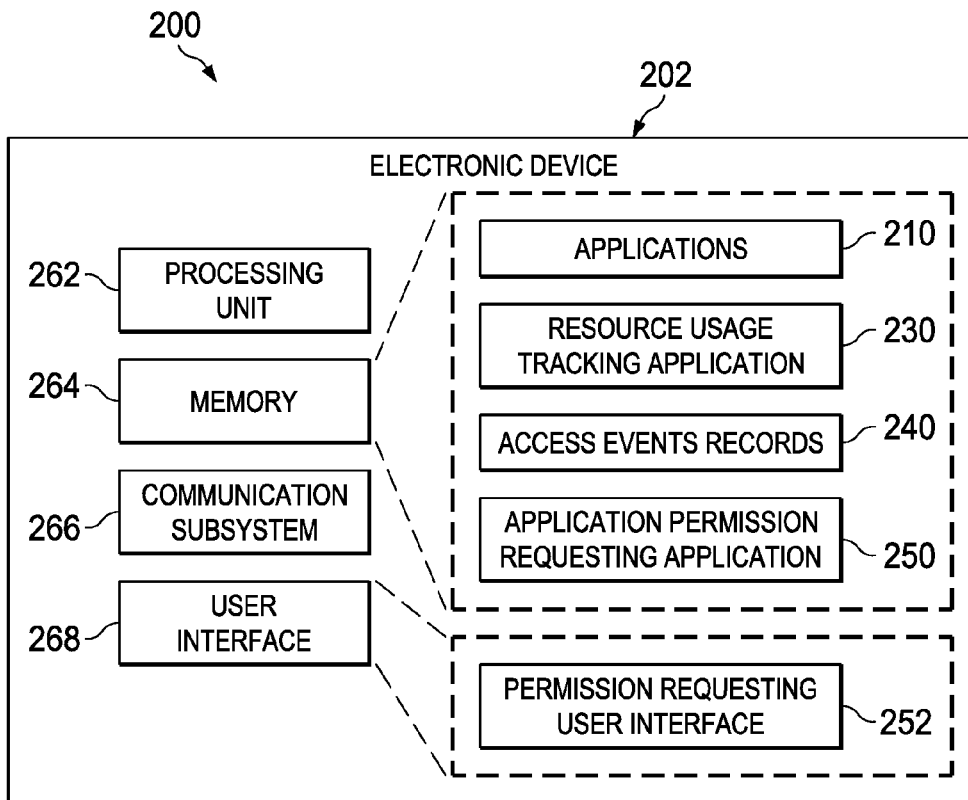 200
202
ELECTRONIC DEVICE
262
PROCESSING
UNIT
264
MEMORY
266
COMMUNICATION
SUBSYSTEM
268
USER
INTERFACE
APPLICATIONS
210
RESOURCE USAGE
TRACKING APPLICATION
230
ACCESS EVENTS RECORDS
240
APPLICATION PERMISSION
REQUESTING APPLICATION
250
PERMISSION REQUESTING
USER INTERFACE
252